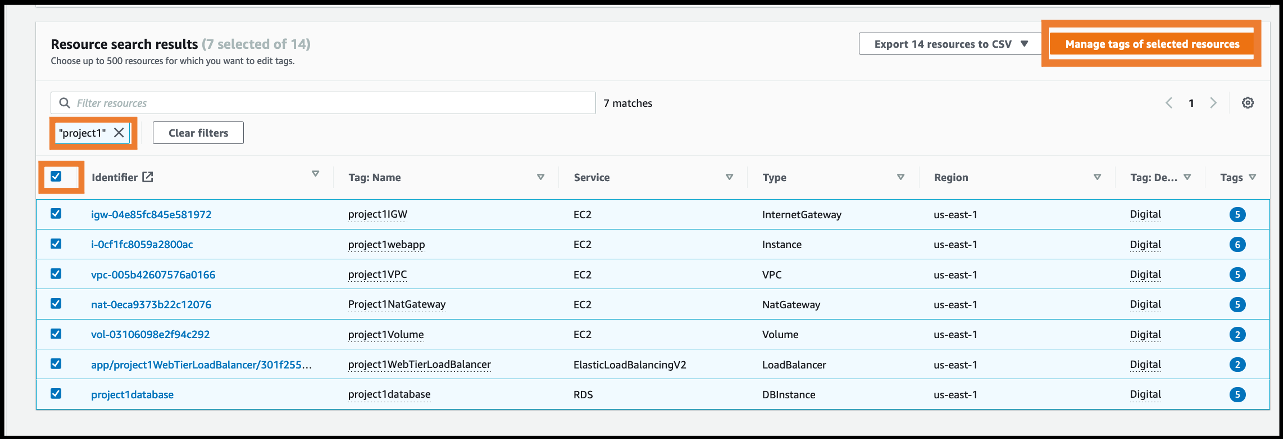 Resource search results (7 selected of 14)
Choose up to 500 resources for which you want to edit tags.
Export 14 resources to CSV
Manage tags of selected resources
Filter resources
7 matches
1
"project1"
Clear filters
Identifier Tag: Name Service Type Region Tag: De... Tags
igw-04e85fc845e581972 project1IGW EC2 InternetGateway us-east-1 Digital 5
i-0cf1fc8059a2800ac project1webapp EC2 Instance us-east-1 Digital 6
vpc-005b42607576a0166 project1VPC EC2 VPC us-east-1 Digital 5
nat-0eca9373b22c12076 Project1NatGateway EC2 NatGateway us-east-1 Digital 5
vol-03106098e2f94c292 project1Volume EC2 Volume us-east-1 Digital 2
app/project1WebTierLoadBalancer/301f255... project1WebTierLoadBalancer ElasticLoadBalancingV2 LoadBalancer us-east-1 Digital 2
project1database project1database RDS DBInstance us-east-1 Digital 5